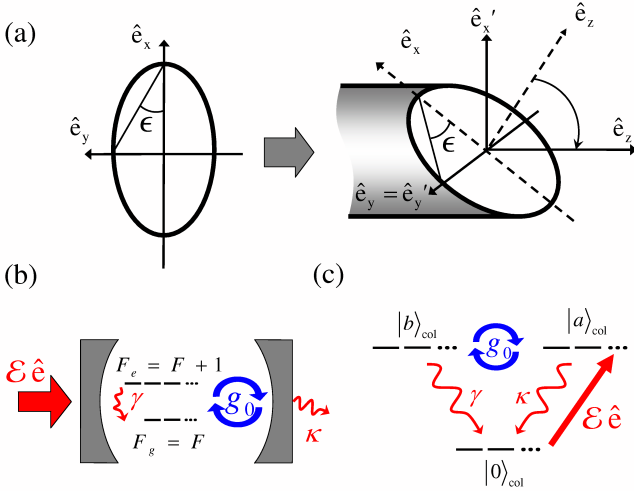 (a)
ê_x
ê_y
ϵ
ê_x
ê_x′
ê_z
ê_z′
ϵ
ê_y = ê_y′
(b)
ℰ ê
F_e = F + 1
γ
g_0
F_g = F
κ
(c)
|b⟩_col
g_0
|a⟩_col
γ
κ
ℰ ê
|0⟩_col